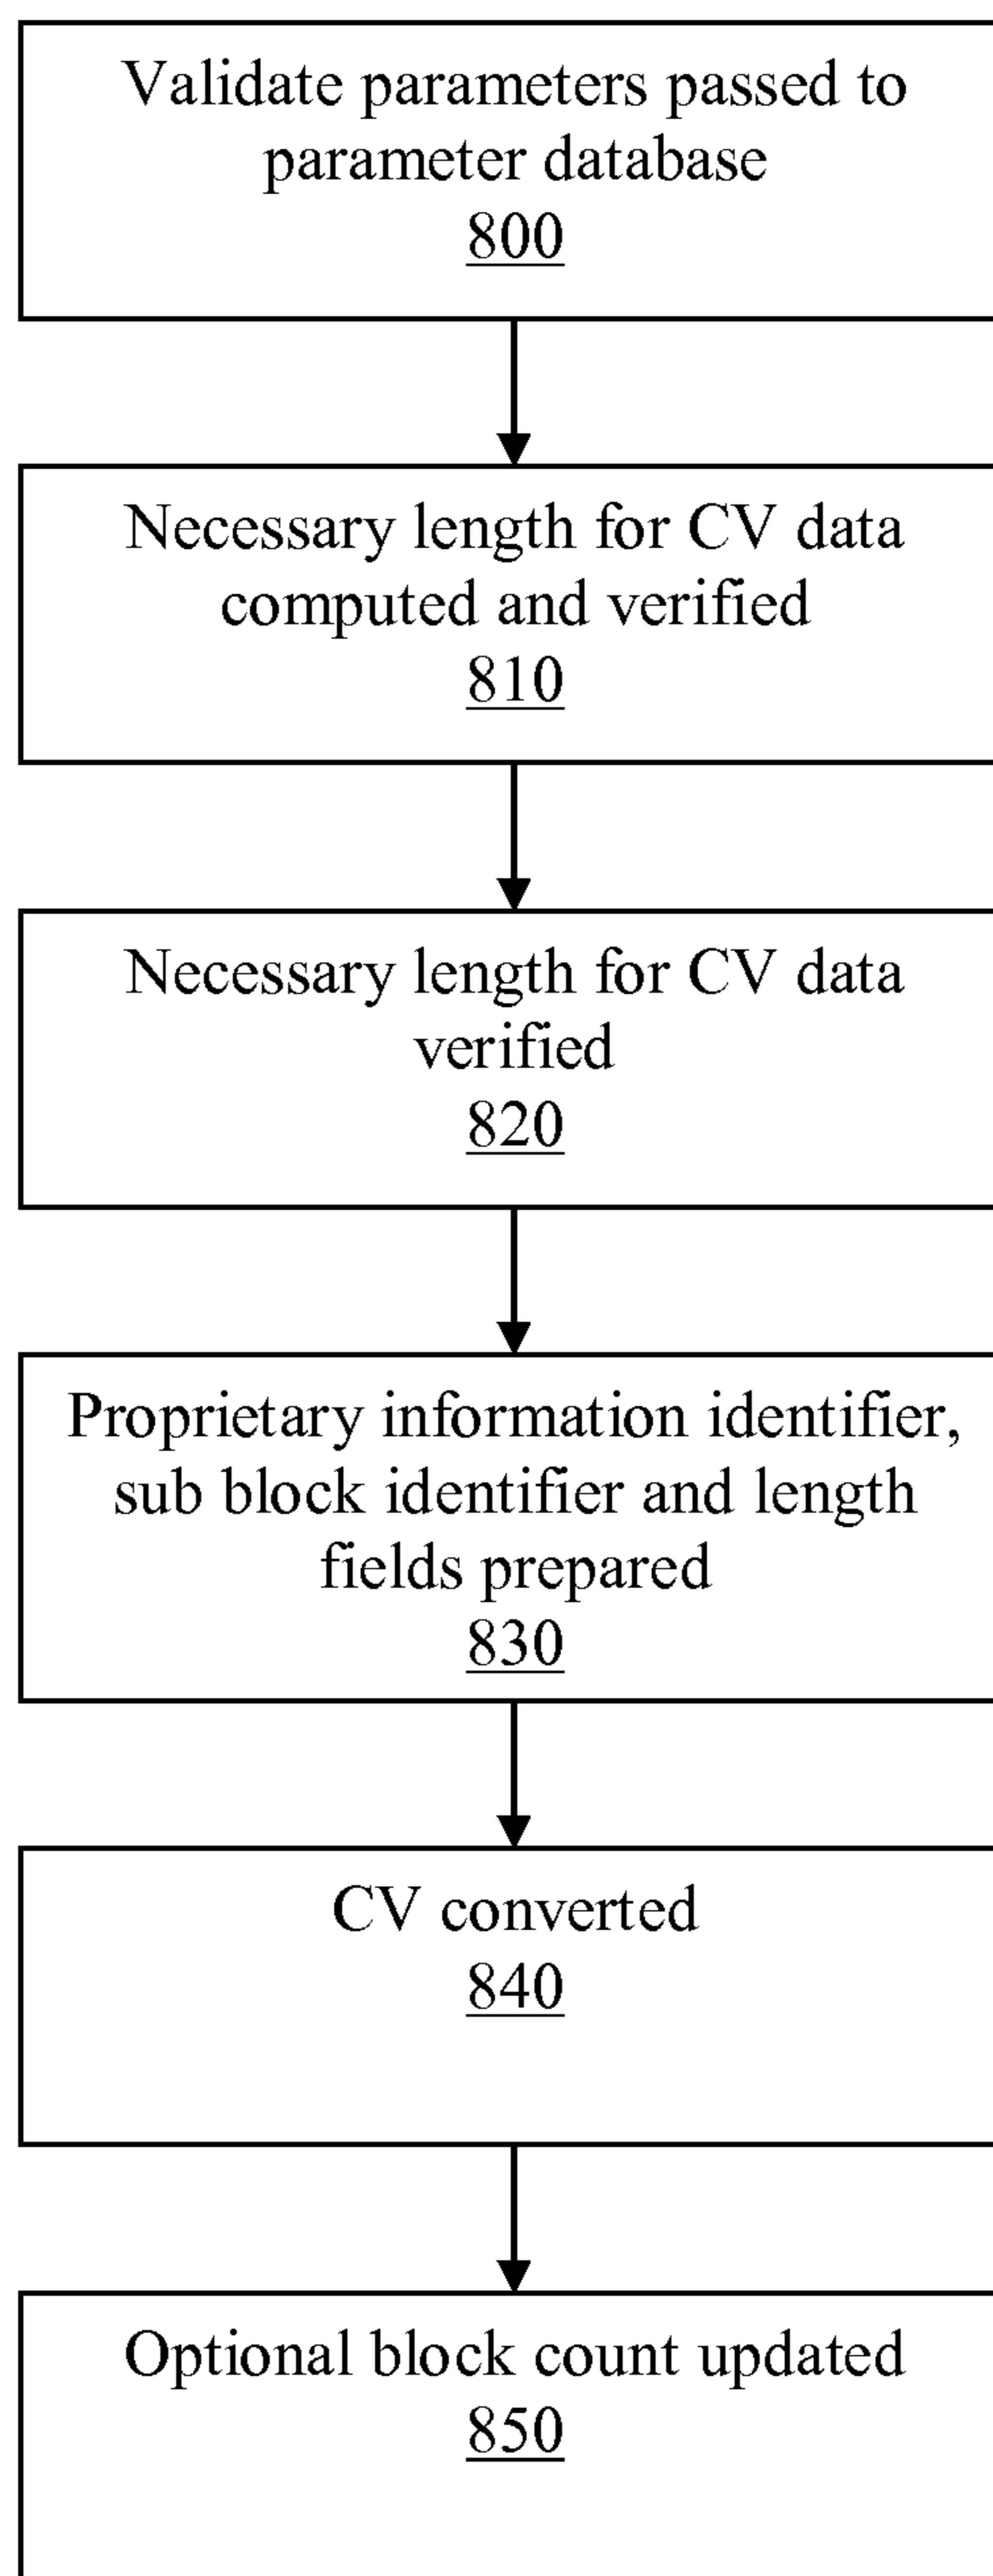 Validate parameters passed to
parameter database
800
Necessary length for CV data
computed and verified
810
Necessary length for CV data
verified
820
Proprietary information identifier,
sub block identifier and length
fields prepared
830
CV converted
840
Optional block count updated
850